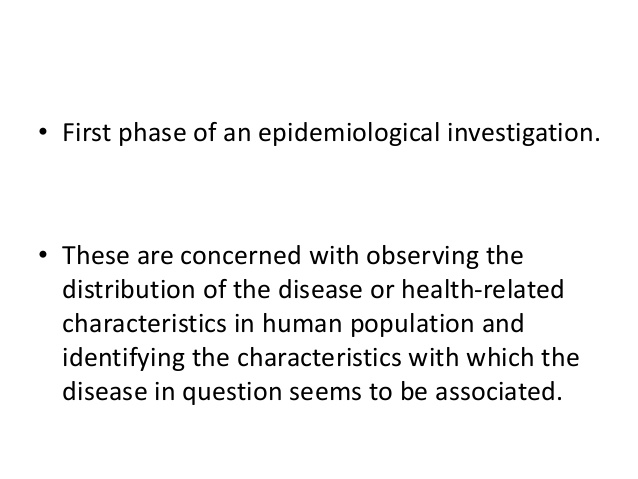 • First phase of an epidemiological investigation.
• These are concerned with observing the
distribution of the disease or health-related
characteristics in human population and
identifying the characteristics with which the
disease in question seems to be associated.